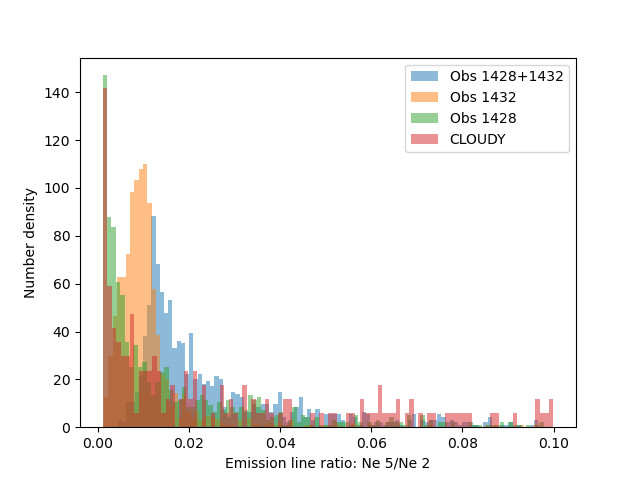 Obs 1428+1432
Obs 1432
Obs 1428
CLOUDY
Number density
140
120
100
80
60
40
20
0
0.00 0.02 0.04 0.06 0.08 0.10
Emission line ratio: Ne 5/Ne 2